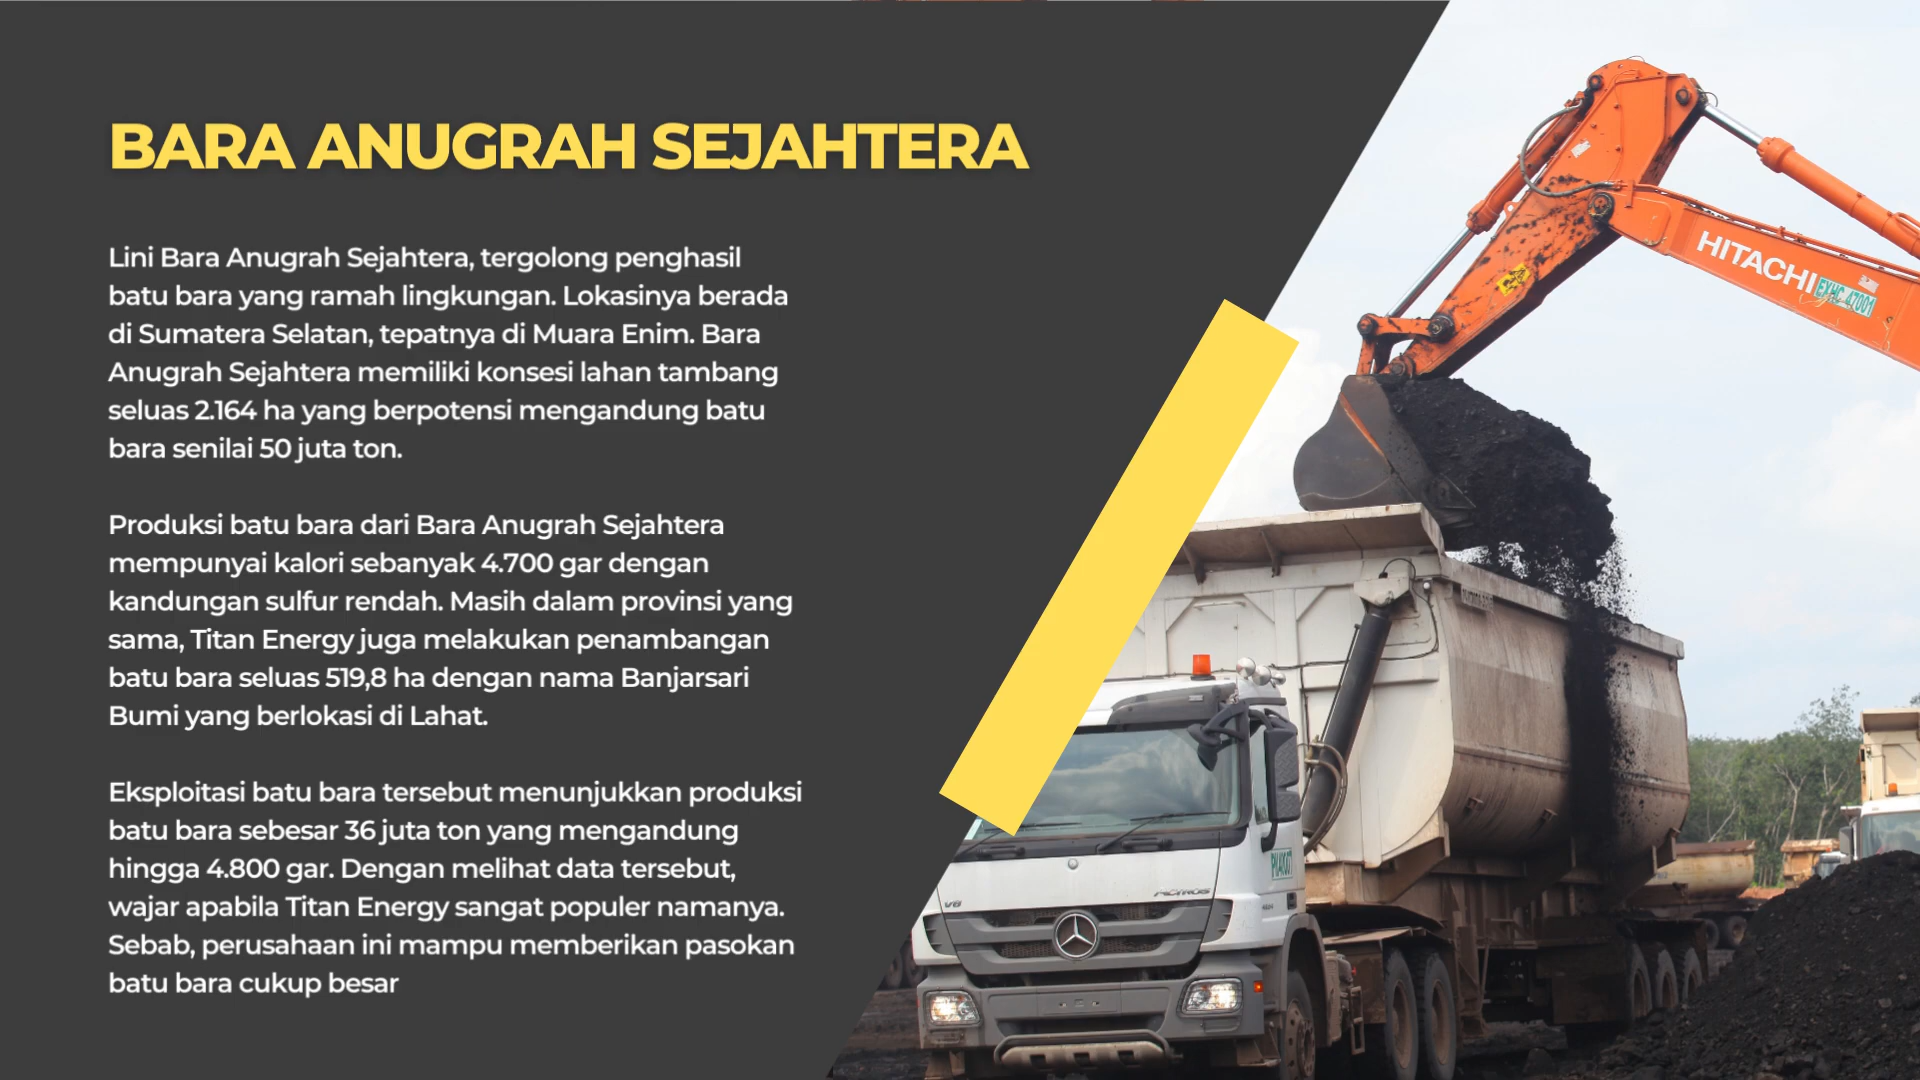 BARA ANUGRAH SEJAHTERA
Lini Bara Anugrah Sejahtera, tergolong penghasil
batu bara yang ramah lingkungan. Lokasinya berada
di Sumatera Selatan, tepatnya di Muara Enim. Bara
Anugrah Sejahtera memiliki konsesi lahan tambang
seluas 2.164 ha yang berpotensi mengandung batu
bara senilai 50 juta ton.
Produksi batu bara dari Bara Anugrah Sejahtera
mempunyai kalori sebanyak 4.700 gar dengan
kandungan sulfur rendah. Masih dalam provinsi yang
sama, Titan Energy juga melakukan penambangan
batu bara seluas 519,8 ha dengan nama Banjarsari
Bumi yang berlokasi di Lahat.
Eksploitasi batu bara tersebut menunjukkan produksi
batu bara sebesar 36 juta ton yang mengandung
hingga 4.800 gar. Dengan melihat data tersebut,
wajar apabila Titan Energy sangat populer namanya.
Sebab, perusahaan ini mampu memberikan pasokan
batu bara cukup besar
HITACHI
EXHC 47001
ACTROS
V8